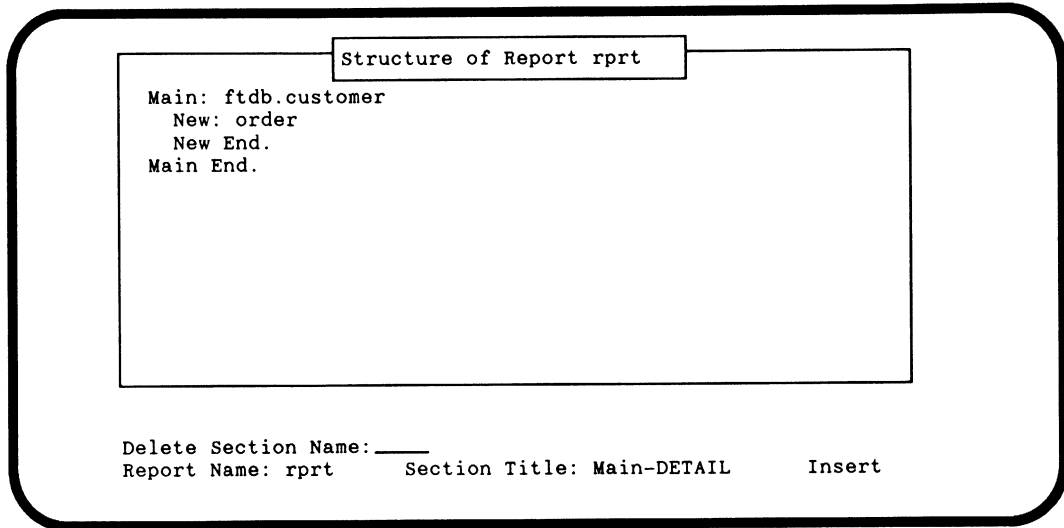 Structure of Report rprt
Main: ftdb.customer
New: order
New End.
Main End.
Delete Section Name:
Report Name: rprt Section Title: Main-DETAIL Insert